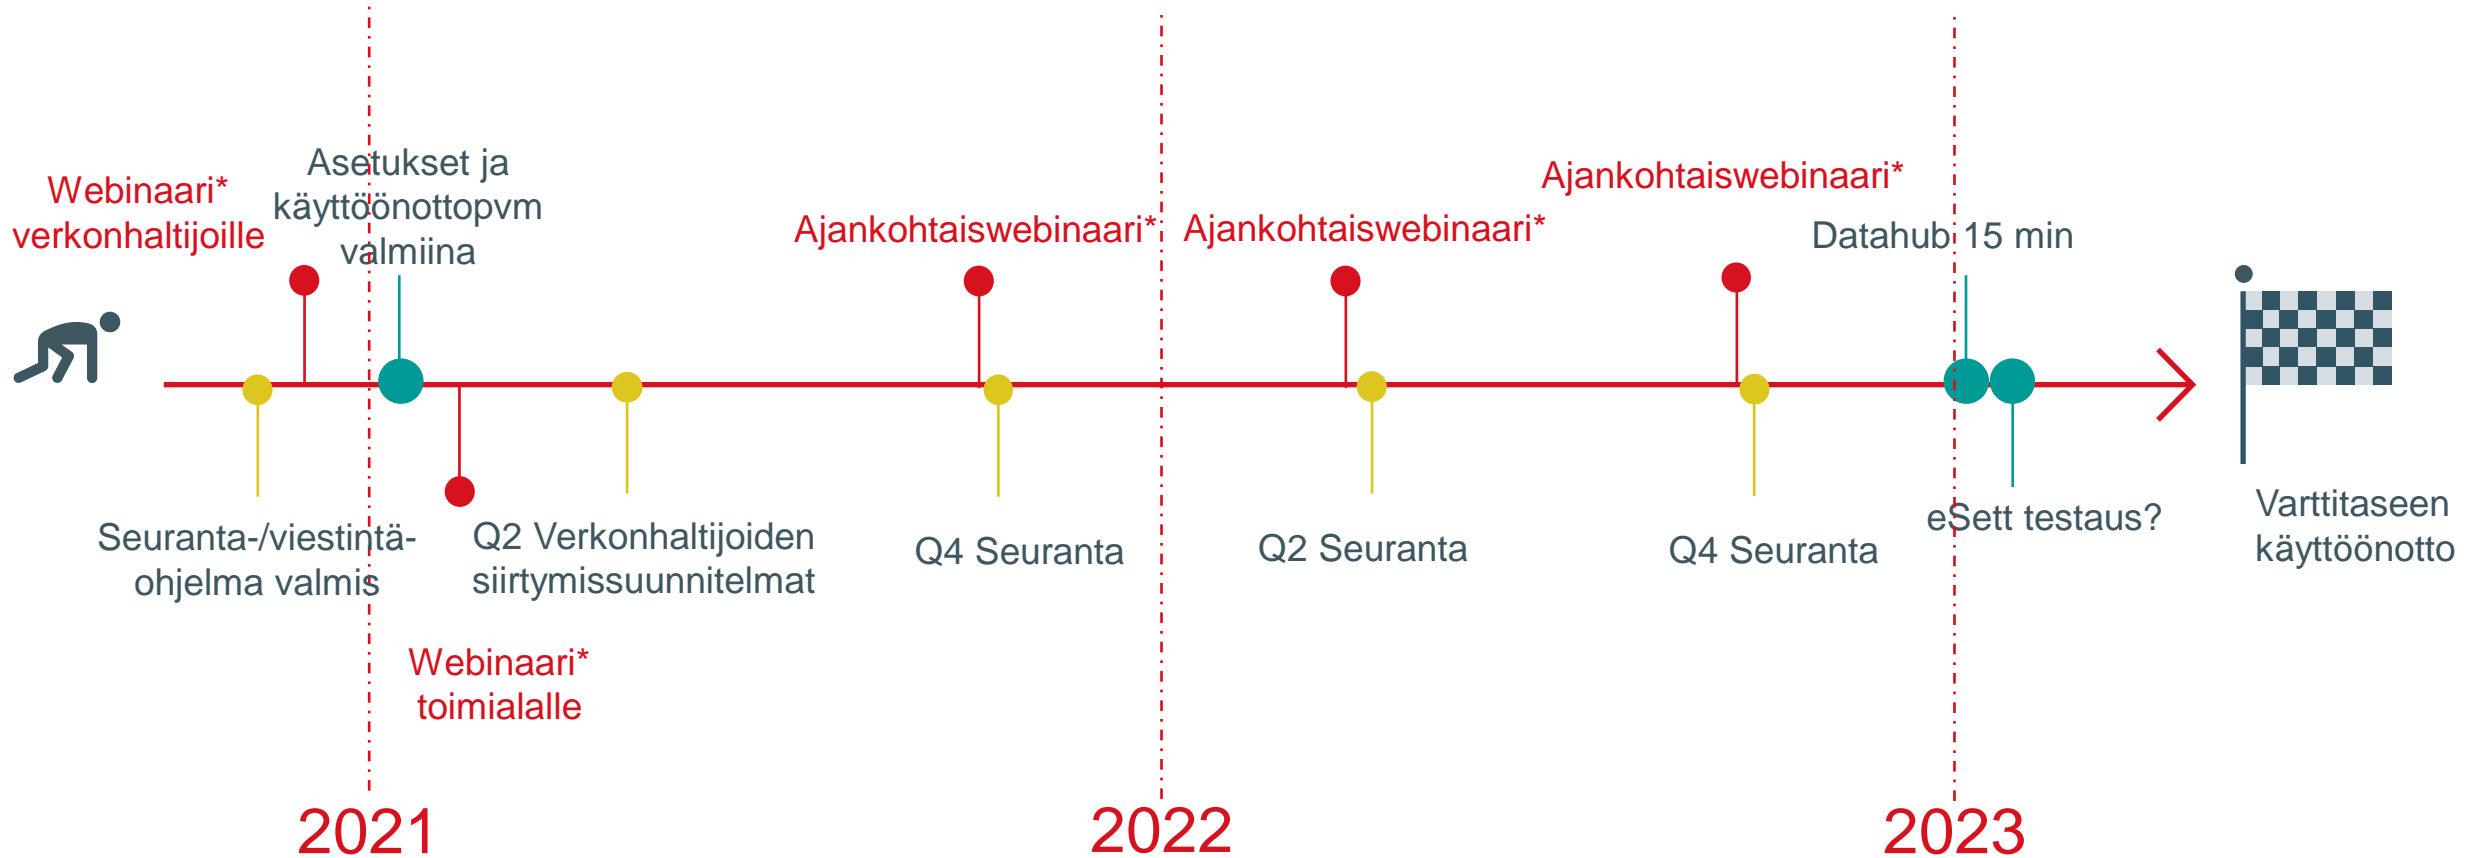 Webinaari*
verkonhaltijoille
Asetukset ja
käyttöönottopvm
valmiina
Ajankohtaiswebinaari*
Ajankohtaiswebinaari*
Ajankohtaiswebinaari*
Datahub 15 min
Seuranta-/viestintä-
ohjelma valmis
Q2 Verkonhaltijoiden
siirtymissuunnitelmat
Q4 Seuranta
Q2 Seuranta
Q4 Seuranta
eSett testaus?
Varttitaseen
käyttöönotto
Webinaari*
toimialalle
2021
2022
2023